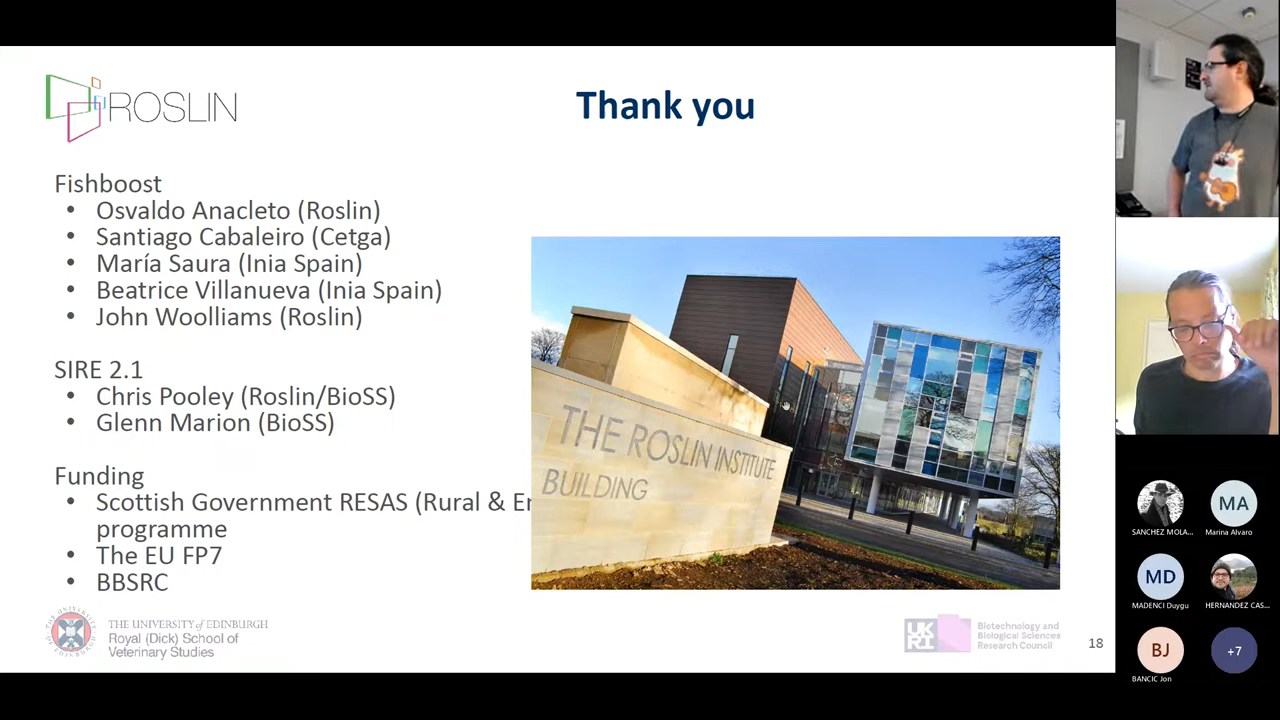 ROSLIN
Thank you
Fishboost
• Osvaldo Anacleto (Roslin)
• Santiago Cabaleiro (Cetga)
• María Saura (Inia Spain)
• Beatrice Villanueva (Inia Spain)
• John Woolliams (Roslin)
SIRE 2.1
• Chris Pooley (Roslin/BioSS)
• Glenn Marion (BioSS)
Funding
• Scottish Government RESAS (Rural & En
programme
• The EU FP7
• BBSRC
THE ROSLIN INSTITUTE
BUILDING
THE UNIVERSITY of EDINBURGH
Royal (Dick) School of
Veterinary Studies
UK
RI
Biotechnology and
Biological Sciences
Research Council
18
SANCHEZ MOLA...
MA
Marina Alvaro
MD
MADENCI Duygu
HERNANDEZ CAS...
BJ
BANCIC Jon
+7